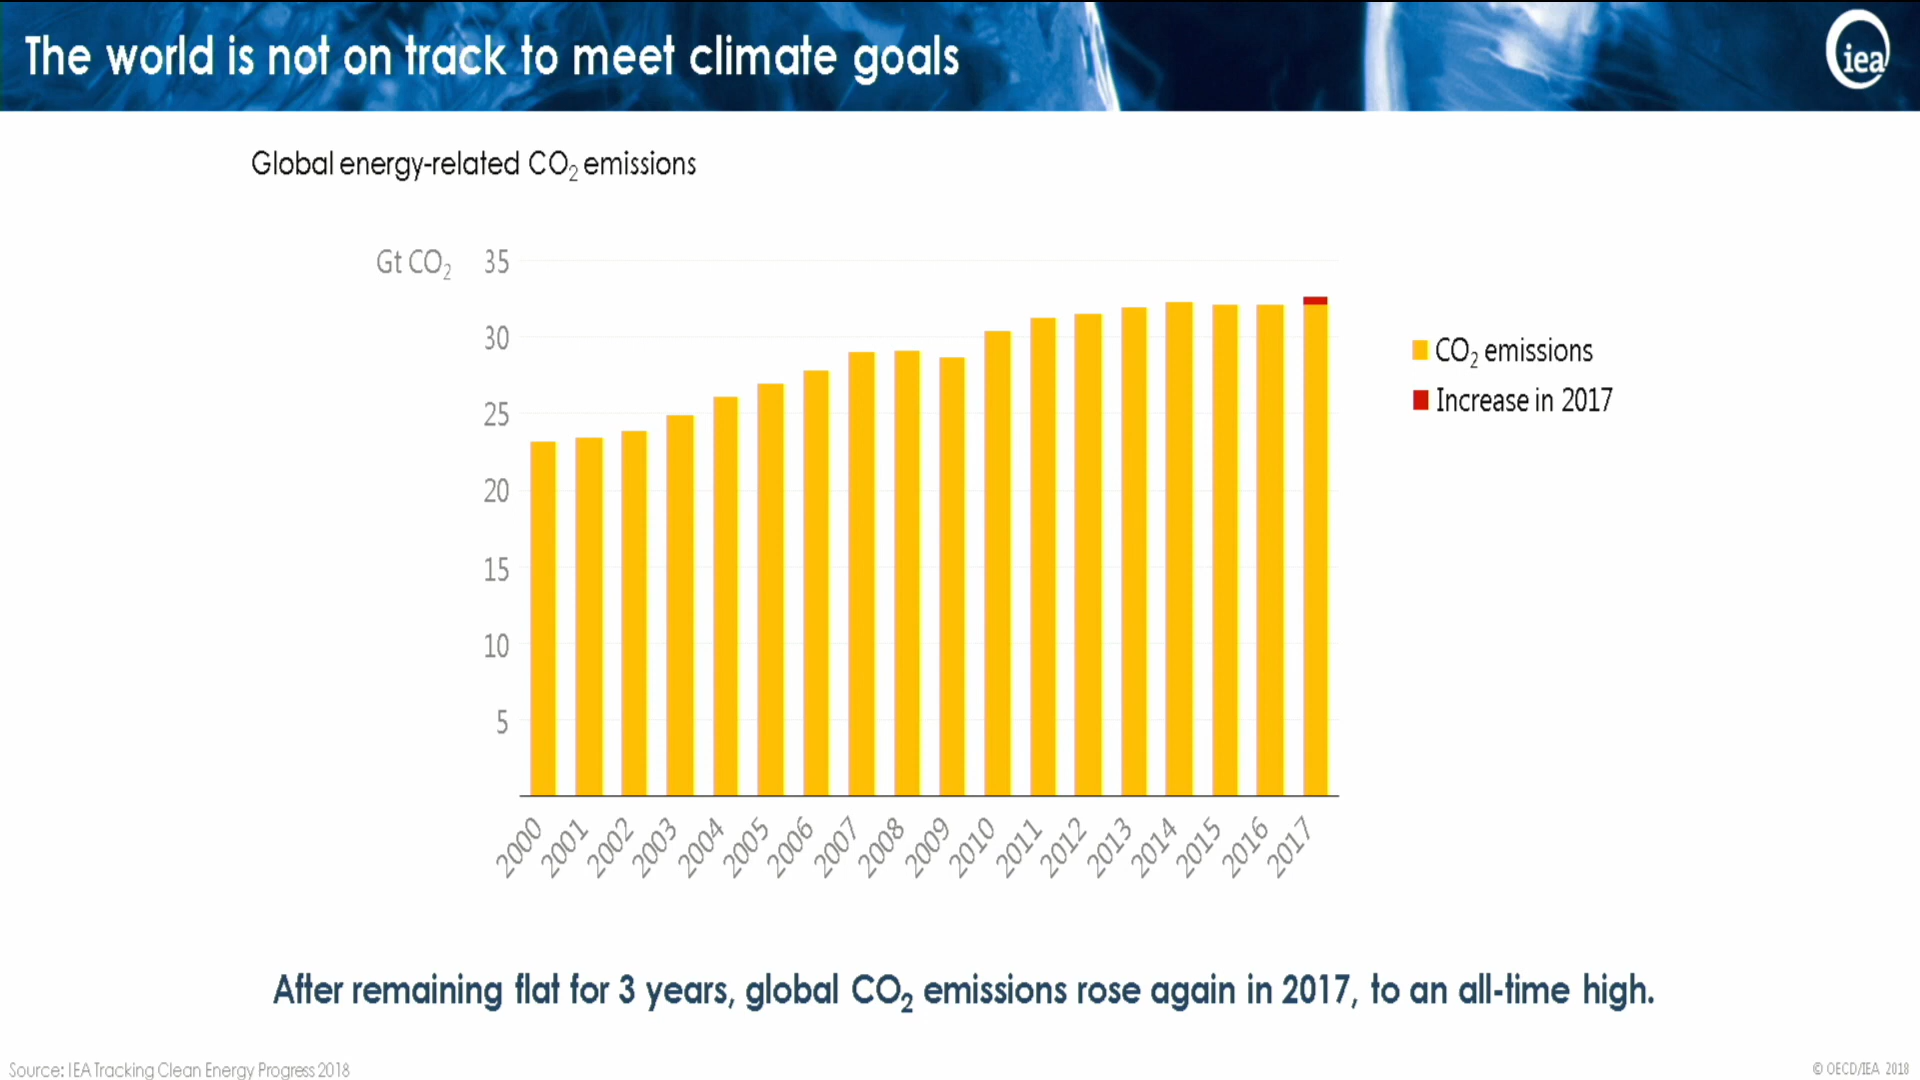 The world is not on track to meet climate goals
iea
Global energy-related CO₂ emissions
Gt CO₂
35
30
25
20
15
10
5
2000
2001
2002
2003
2004
2005
2006
2007
2008
2009
2010
2011
2012
2013
2014
2015
2016
2017
CO₂ emissions
Increase in 2017
After remaining flat for 3 years, global CO₂ emissions rose again in 2017, to an all-time high.
Source: IEA Tracking Clean Energy Progress 2018
© OECD/IEA 2018